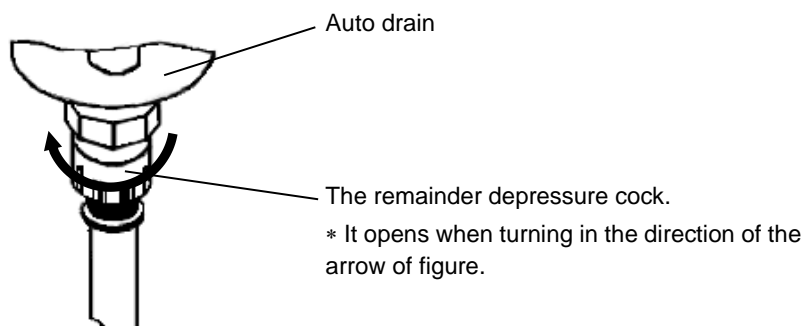 Auto drain
The remainder depressure cock.
* It opens when turning in the direction of the
arrow of figure.